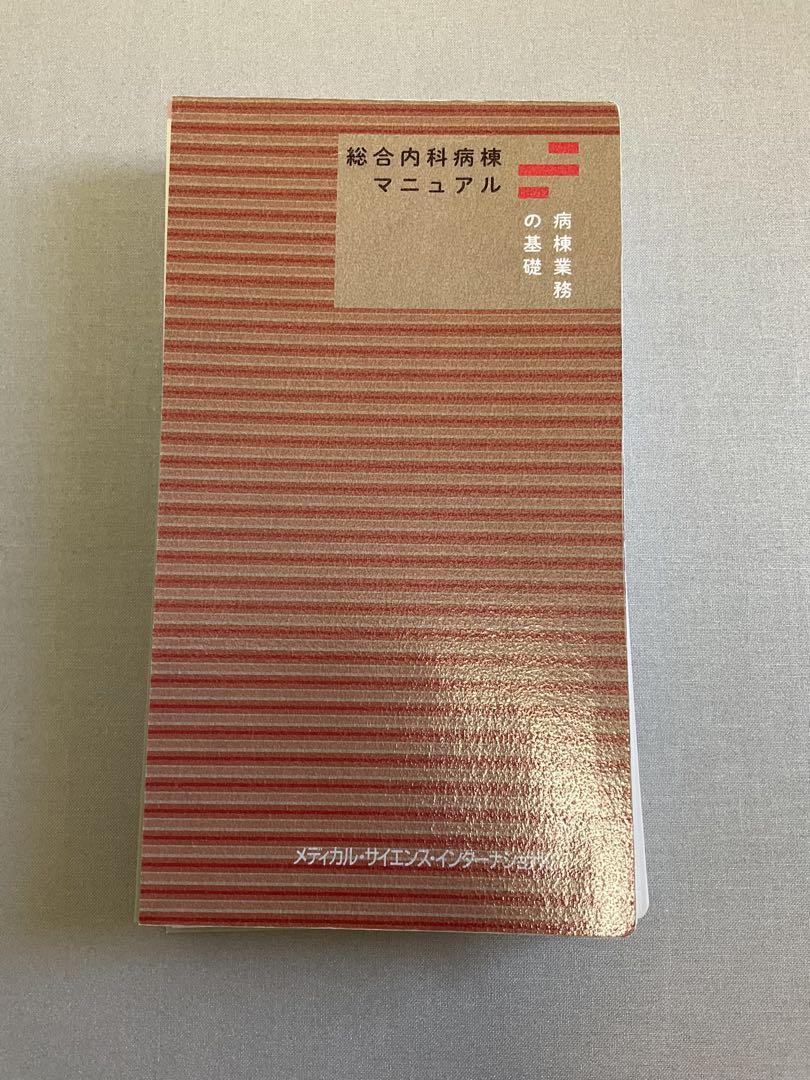 総合内科病棟
マニュアル
病棟業務
の基礎
メディカル・サイエンス・インターナショナル